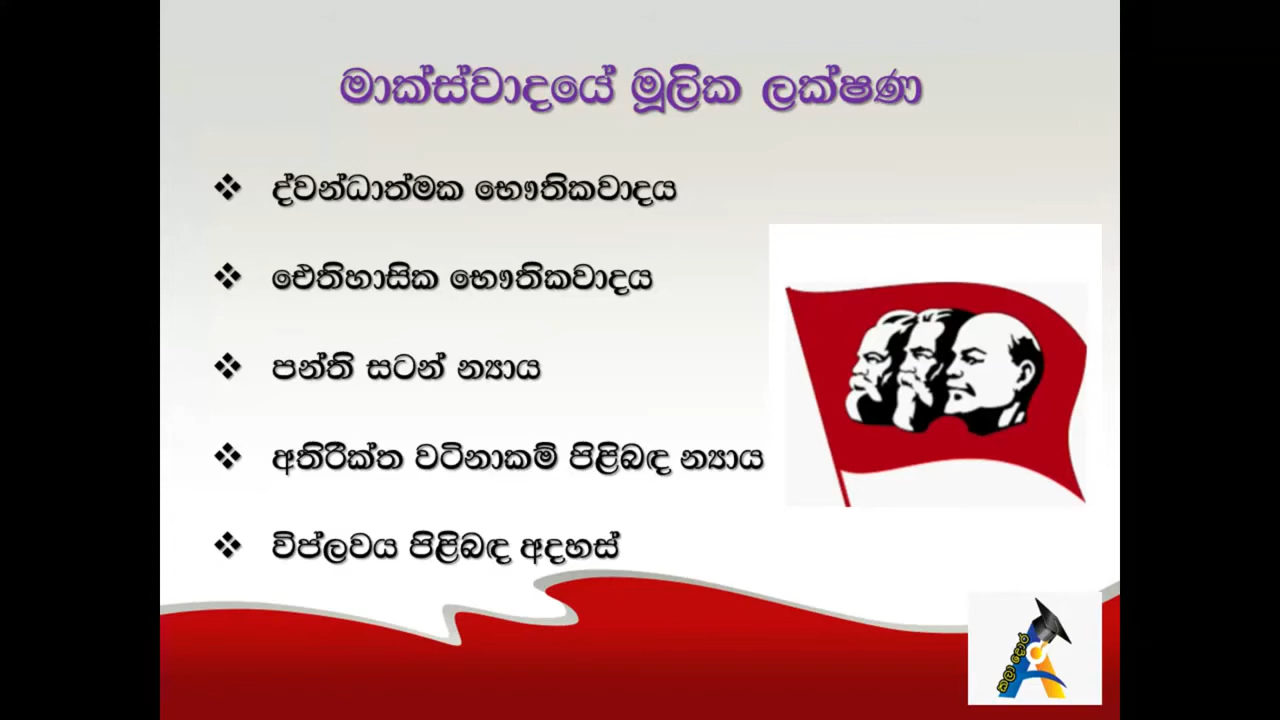 මාක්ස්වාදයේ මූලික ලක්ෂණ
❖ ද්වන්ධාත්මක භෞතිකවාදය
❖ ඓතිහාසික භෞතිකවාදය
❖ පන්ති සටන් න්‍යාය
❖ අතිරික්ත වටිනාකම් පිළිබඳ න්‍යාය
❖ විප්ලවය පිළිබඳ අදහස්